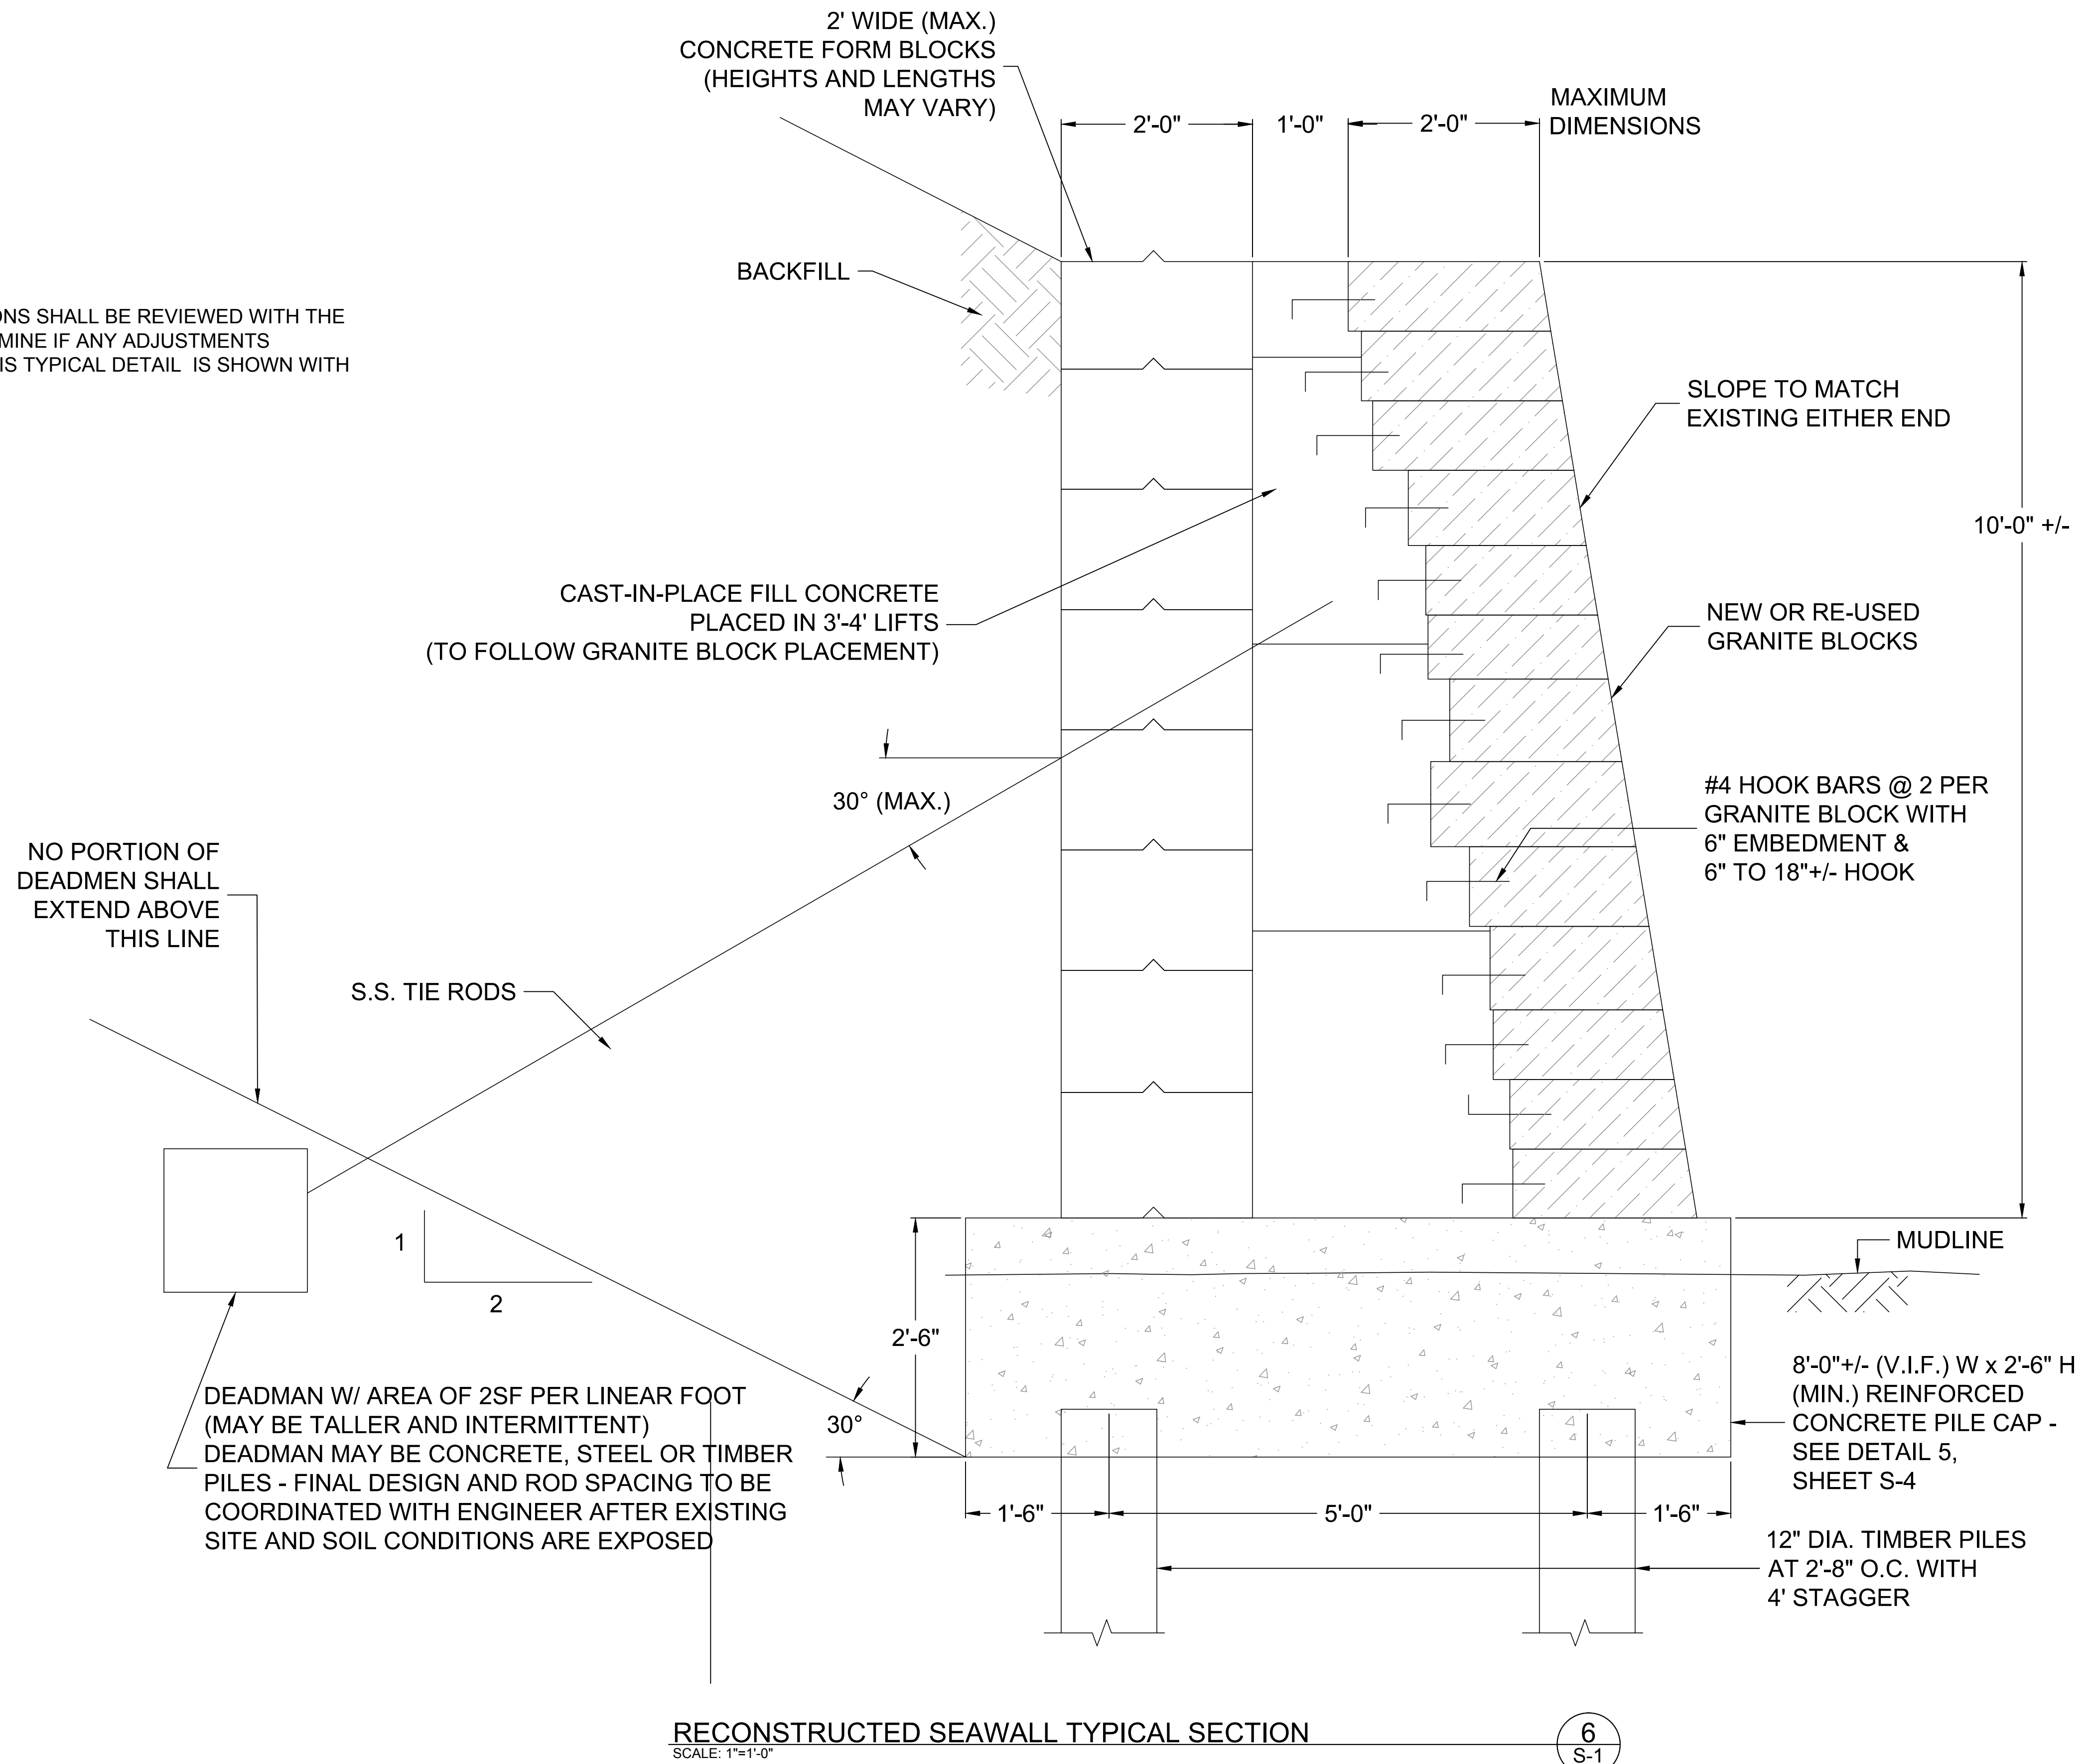 2' WIDE (MAX.)
CONCRETE FORM BLOCKS
(HEIGHTS AND LENGTHS
MAY VARY)
2'-0"
1'-0"
2'-0"
MAXIMUM
DIMENSIONS
BACKFILL
ONS SHALL BE REVIEWED WITH THE
MINE IF ANY ADJUSTMENTS
IS TYPICAL DETAIL IS SHOWN WITH
SLOPE TO MATCH
EXISTING EITHER END
10'-0" +/-
CAST-IN-PLACE FILL CONCRETE
PLACED IN 3'-4' LIFTS
(TO FOLLOW GRANITE BLOCK PLACEMENT)
NEW OR RE-USED
GRANITE BLOCKS
30° (MAX.)
#4 HOOK BARS @ 2 PER
GRANITE BLOCK WITH
6" EMBEDMENT &
6" TO 18"+/- HOOK
NO PORTION OF
DEADMEN SHALL
EXTEND ABOVE
THIS LINE
S.S. TIE RODS
1
2
MUDLINE
2'-6"
30°
DEADMAN W/ AREA OF 2SF PER LINEAR FOOT
(MAY BE TALLER AND INTERMITTENT)
DEADMAN MAY BE CONCRETE, STEEL OR TIMBER
PILES - FINAL DESIGN AND ROD SPACING TO BE
COORDINATED WITH ENGINEER AFTER EXISTING
SITE AND SOIL CONDITIONS ARE EXPOSED
8'-0"+/- (V.I.F.) W x 2'-6" H
(MIN.) REINFORCED
CONCRETE PILE CAP -
SEE DETAIL 5,
SHEET S-4
1'-6"
5'-0"
1'-6"
12" DIA. TIMBER PILES
AT 2'-8" O.C. WITH
4' STAGGER
RECONSTRUCTED SEAWALL TYPICAL SECTION
SCALE: 1"=1'-0"
6
S-1